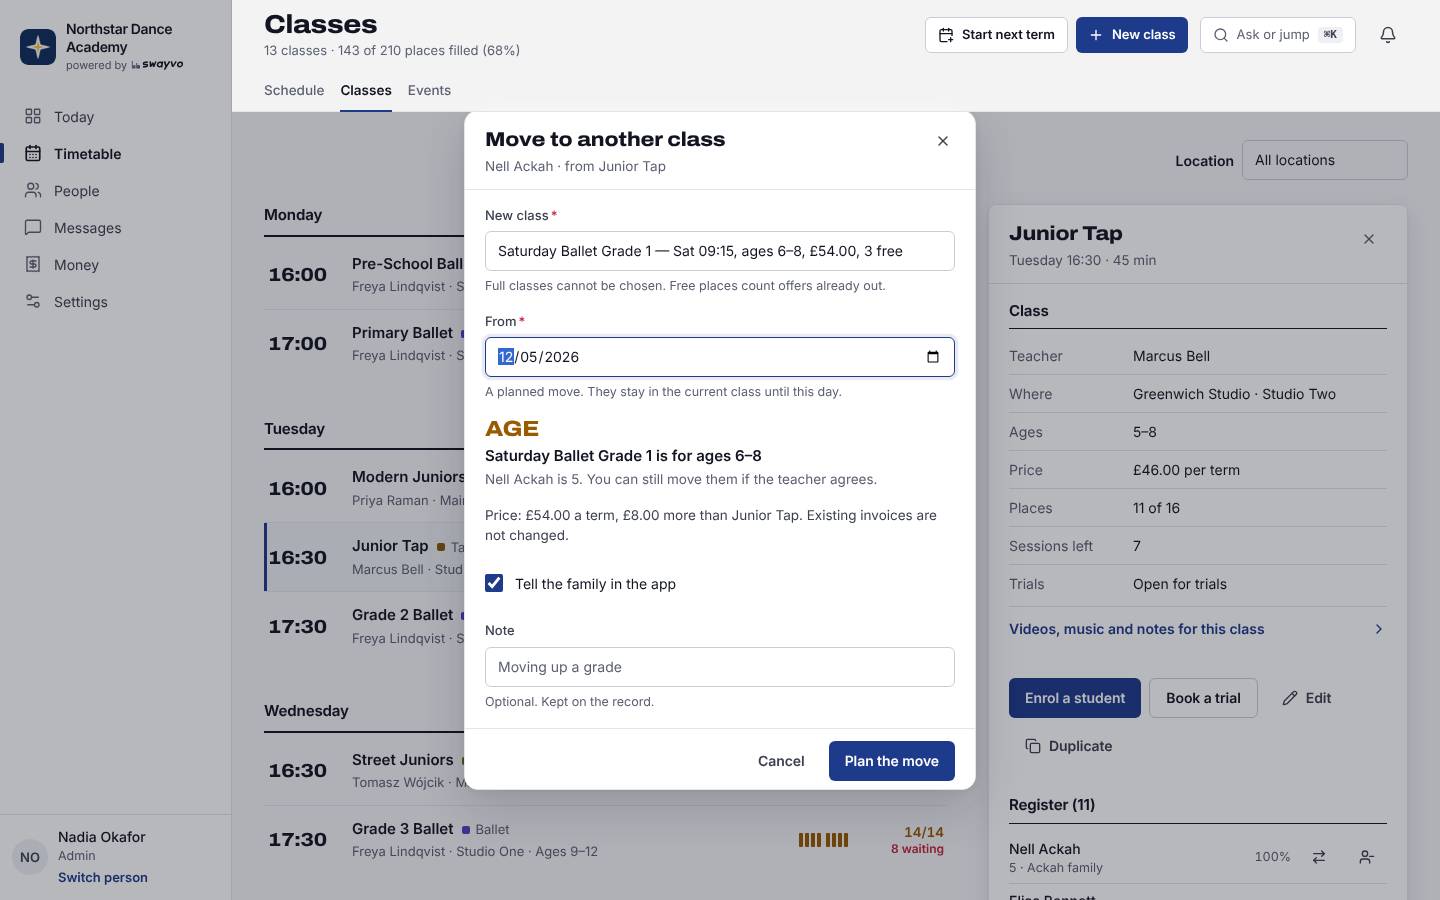 Northstar Dance
Academy
powered by swayvo
Today
Timetable
People
Messages
Money
Settings
NO
Nadia Okafor
Admin
Switch person
Classes
13 classes · 143 of 210 places filled (68%)
Start next term
New class
Ask or jump ⌘K
Schedule
Classes
Events
Location
All locations
Monday
16:00
Pre-School Ball
Freya Lindqvist · S
17:00
Primary Ballet
Freya Lindqvist · S
Tuesday
16:00
Modern Juniors
Priya Raman · Mai
16:30
Junior Tap Ta
Marcus Bell · Stud
17:30
Grade 2 Ballet
Freya Lindqvist · S
Wednesday
16:30
Street Juniors
Tomasz Wójcik · M
17:30
Grade 3 Ballet Ballet
Freya Lindqvist · Studio One · Ages 9–12
14/14
8 waiting
Move to another class
Nell Ackah · from Junior Tap
New class*
Saturday Ballet Grade 1 — Sat 09:15, ages 6–8, £54.00, 3 free
Full classes cannot be chosen. Free places count offers already out.
From*
12/05/2026
A planned move. They stay in the current class until this day.
AGE
Saturday Ballet Grade 1 is for ages 6–8
Nell Ackah is 5. You can still move them if the teacher agrees.
Price: £54.00 a term, £8.00 more than Junior Tap. Existing invoices are
not changed.
Tell the family in the app
Note
Moving up a grade
Optional. Kept on the record.
Cancel
Plan the move
Junior Tap
Tuesday 16:30 · 45 min
Class
Teacher Marcus Bell
Where Greenwich Studio · Studio Two
Ages 5–8
Price £46.00 per term
Places 11 of 16
Sessions left 7
Trials Open for trials
Videos, music and notes for this class
Enrol a student
Book a trial
Edit
Duplicate
Register (11)
Nell Ackah
5 · Ackah family
100%